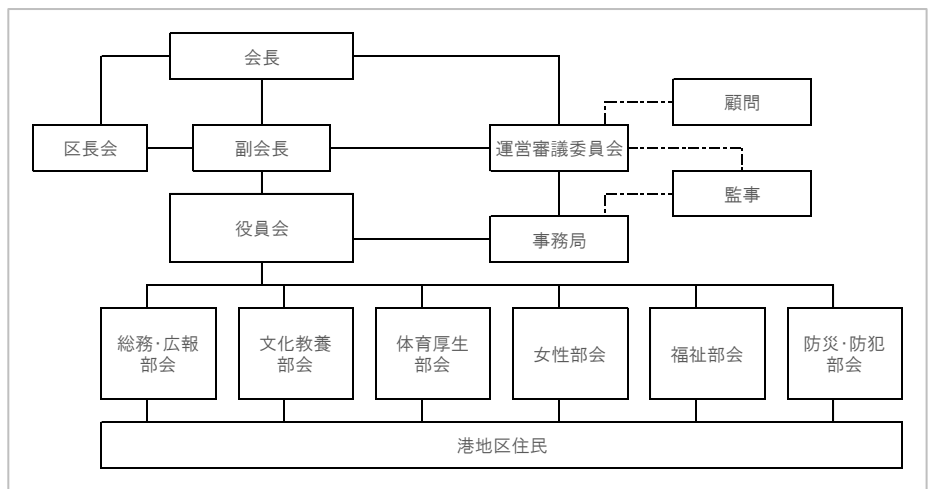 会長
顧問
区長会
副会長
運営審議委員会
監事
役員会
事務局
総務･広報
部会
文化教養
部会
体育厚生
部会
女性部会
福祉部会
防災･防犯
部会
港地区住民